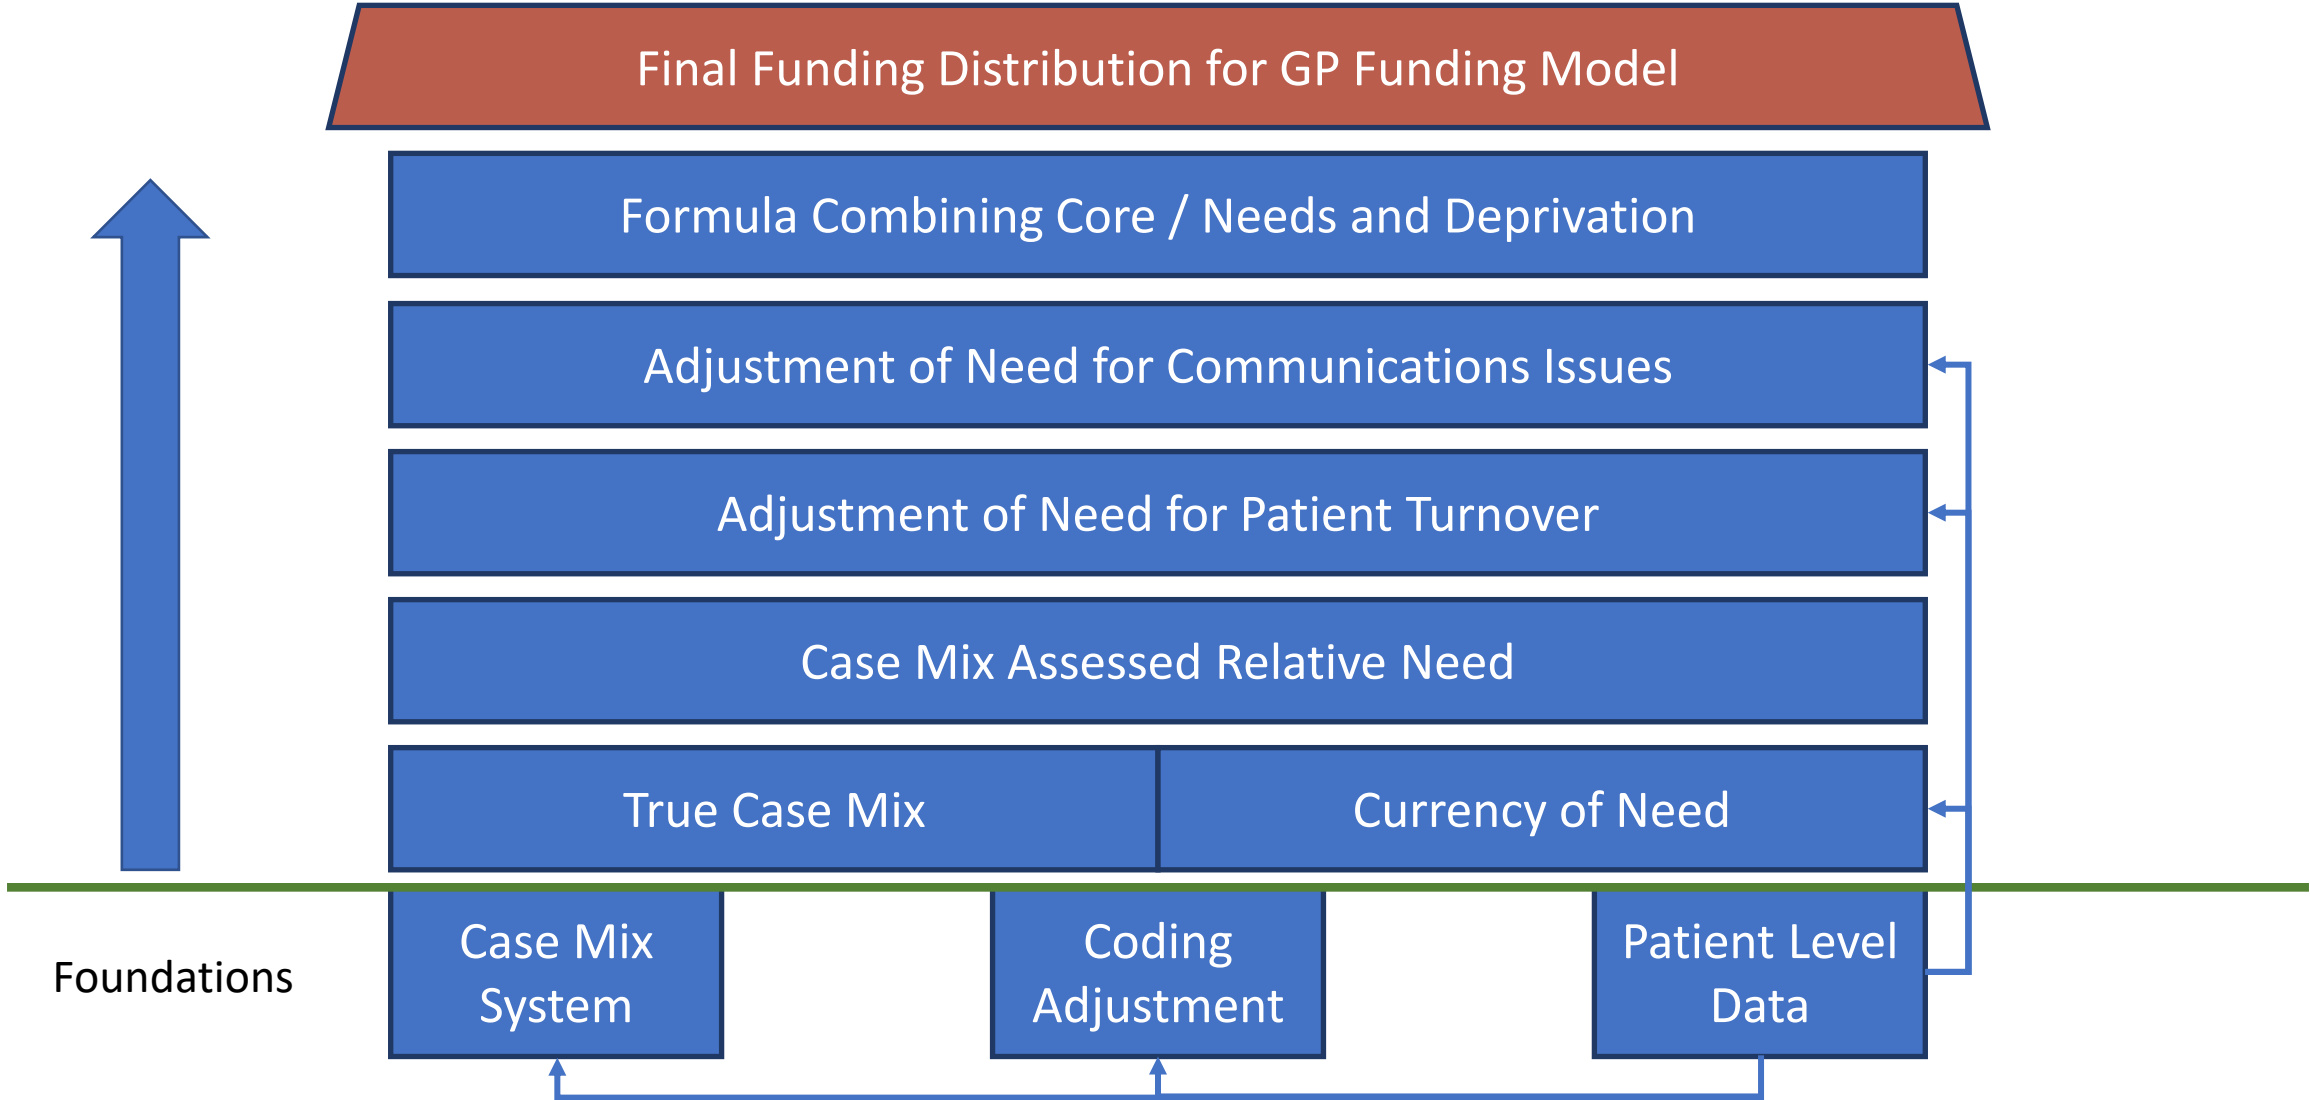 Final Funding Distribution for GP Funding Model
Formula Combining Core / Needs and Deprivation
Adjustment of Need for Communications Issues
Adjustment of Need for Patient Turnover
Case Mix Assessed Relative Need
True Case Mix
Currency of Need
Foundations
Case Mix
System
Coding
Adjustment
Patient Level
Data